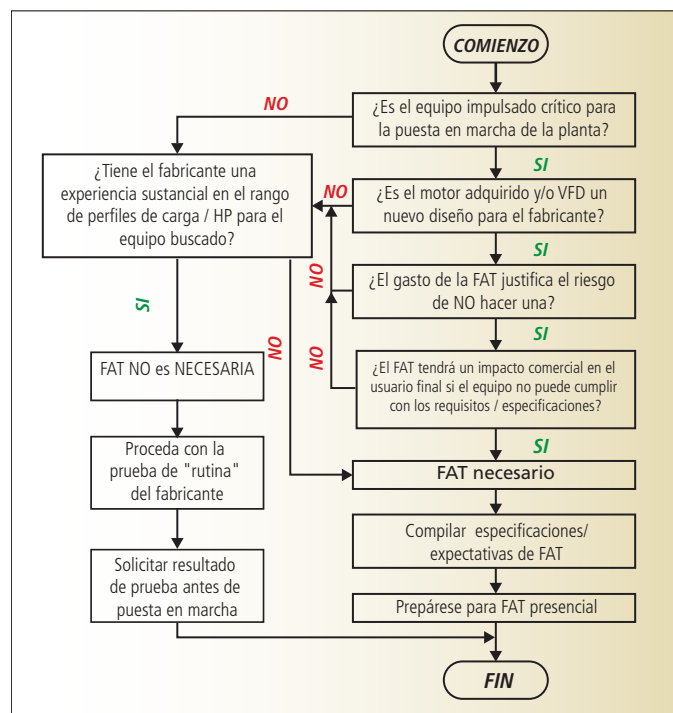 COMIENZO
NO
¿Es el equipo impulsado crítico para
la puesta en marcha de la planta?
SI
¿Tiene el fabricante una
experiencia sustancial en el rango
de perfiles de carga / HP para el
equipo buscado?
NO
¿Es el motor adquirido y/o VFD un
nuevo diseño para el fabricante?
SI
NO
¿El gasto de la FAT justifica el riesgo
de NO hacer una?
SI
NO
¿El FAT tendrá un impacto comercial en el
usuario final si el equipo no puede cumplir
con los requisitos / especificaciones?
SI
SI
NO
FAT NO es NECESARIA
Proceda con la
prueba de "rutina"
del fabricante
Solicitar resultado
de prueba antes de
puesta en marcha
FAT necesario
Compilar especificaciones/
expectativas de FAT
Prepárese para FAT presencial
FIN